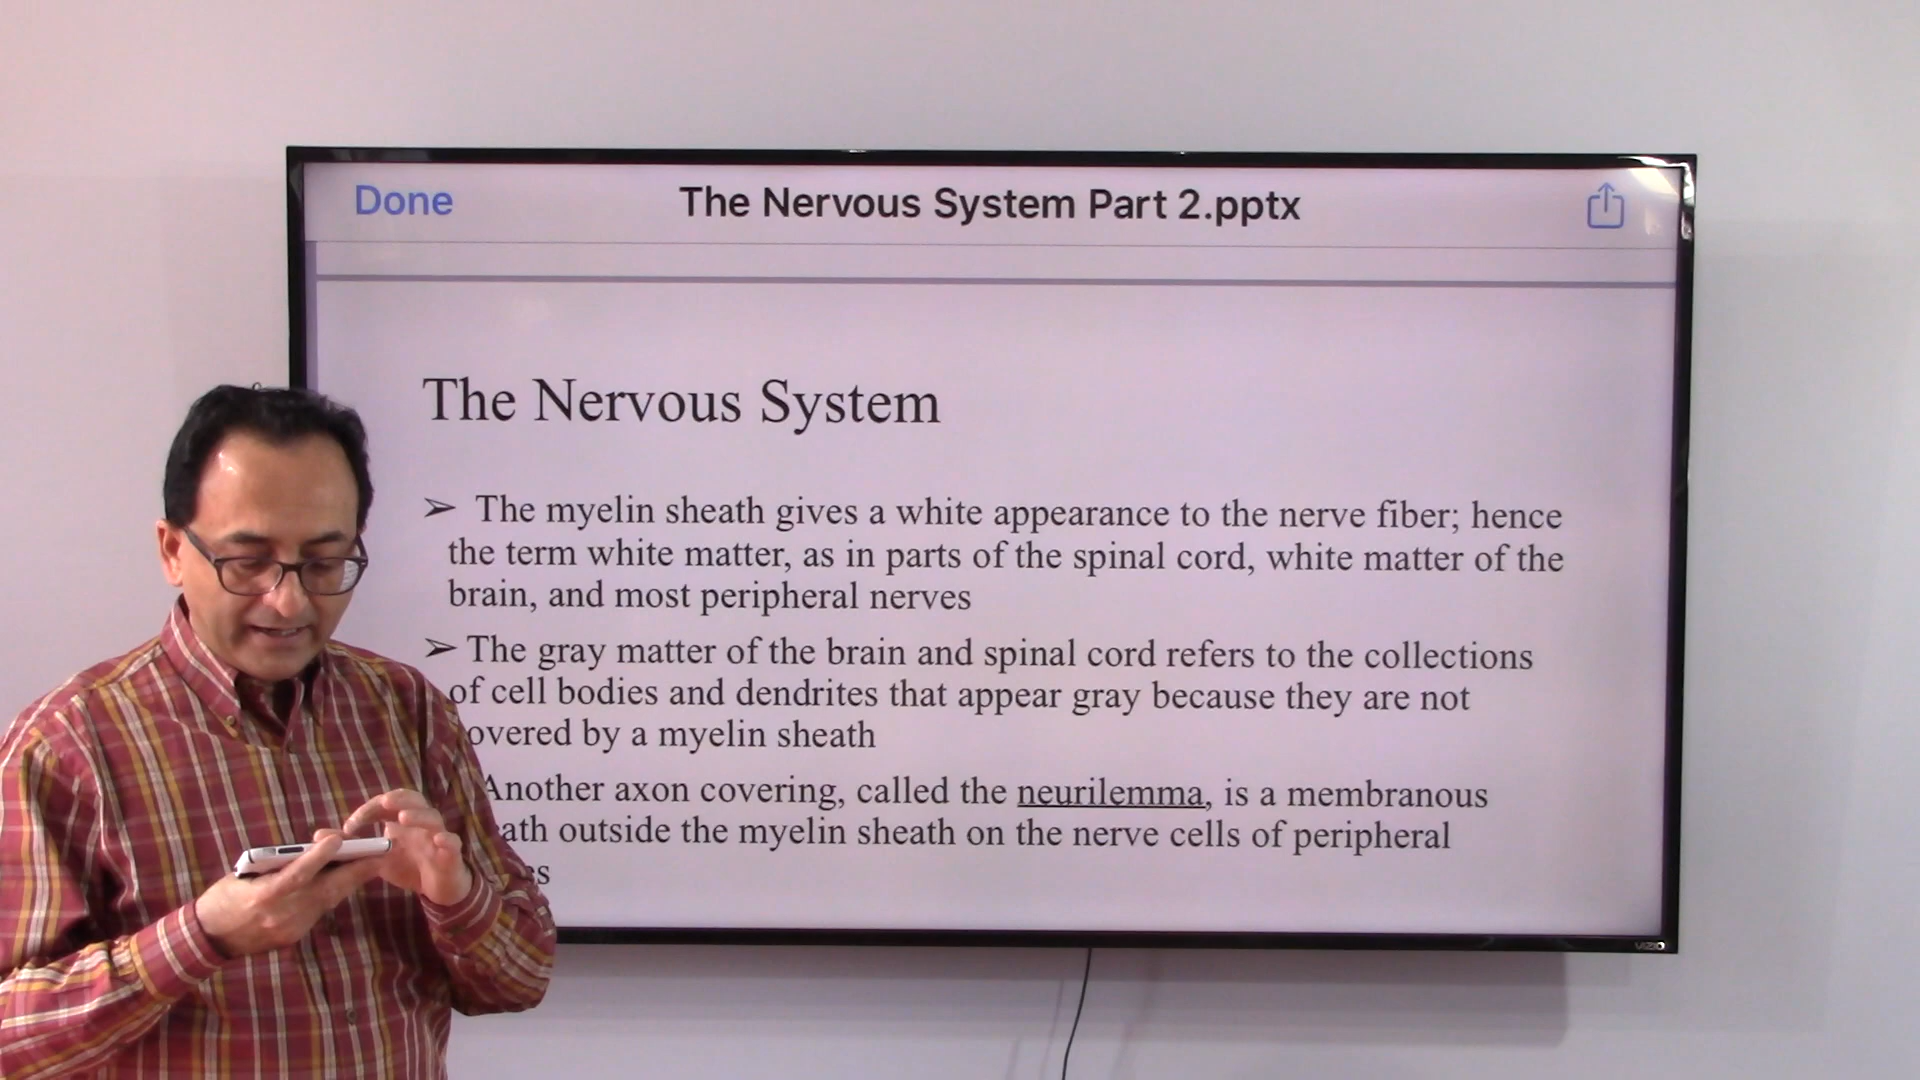 Done The Nervous System Part 2.pptx
The Nervous System
➢ The myelin sheath gives a white appearance to the nerve fiber; hence
the term white matter, as in parts of the spinal cord, white matter of the
brain, and most peripheral nerves
➢ The gray matter of the brain and spinal cord refers to the collections
of cell bodies and dendrites that appear gray because they are not
overed by a myelin sheath
Another axon covering, called the neurilemma, is a membranous
ath outside the myelin sheath on the nerve cells of peripheral
VIZIO